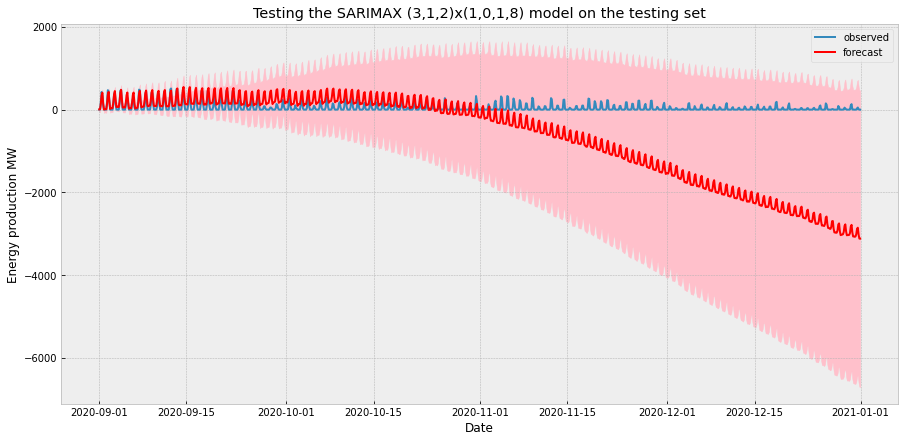 Testing the SARIMAX (3,1,2)x(1,0,1,8) model on the testing set
observed
forecast
Energy production MW
2000
0
−2000
−4000
−6000
2020-09-01 2020-09-15 2020-10-01 2020-10-15 2020-11-01 2020-11-15 2020-12-01 2020-12-15 2021-01-01
Date